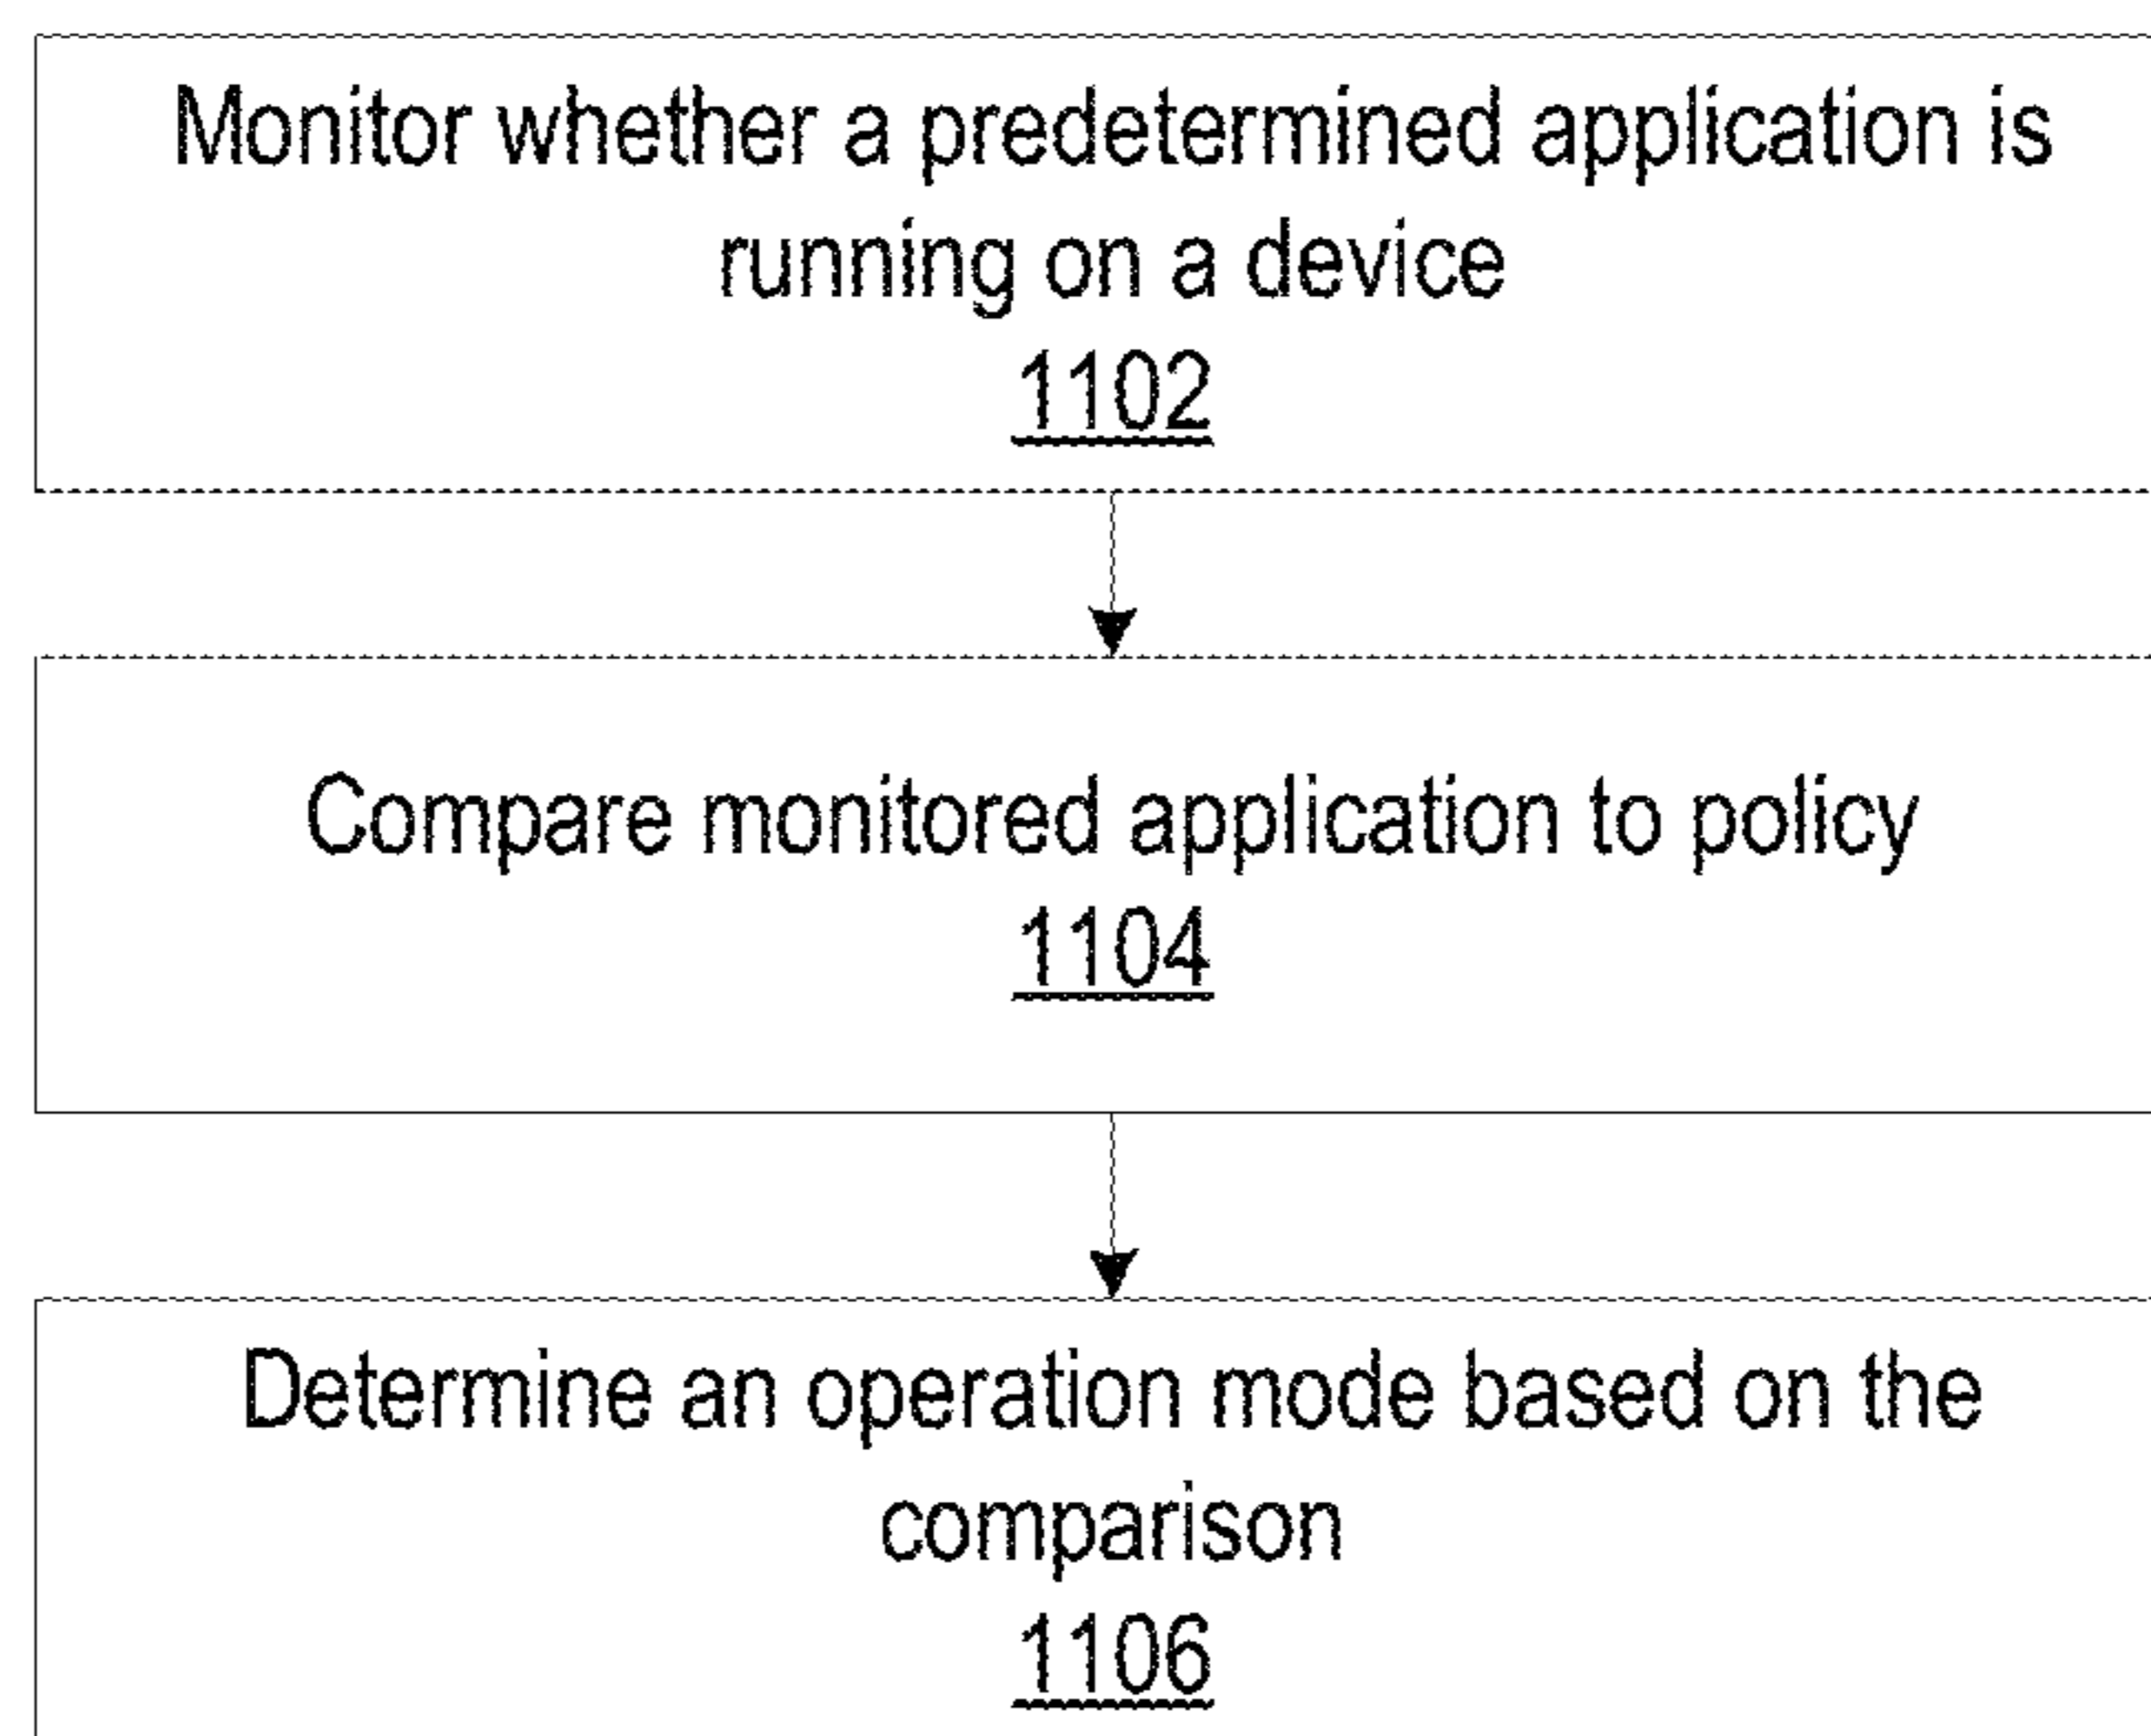 Monitor whether a predetermined application is
running on a device
1102
Compare monitored application to policy
1104
Determine an operation mode based on the
comparison
1106